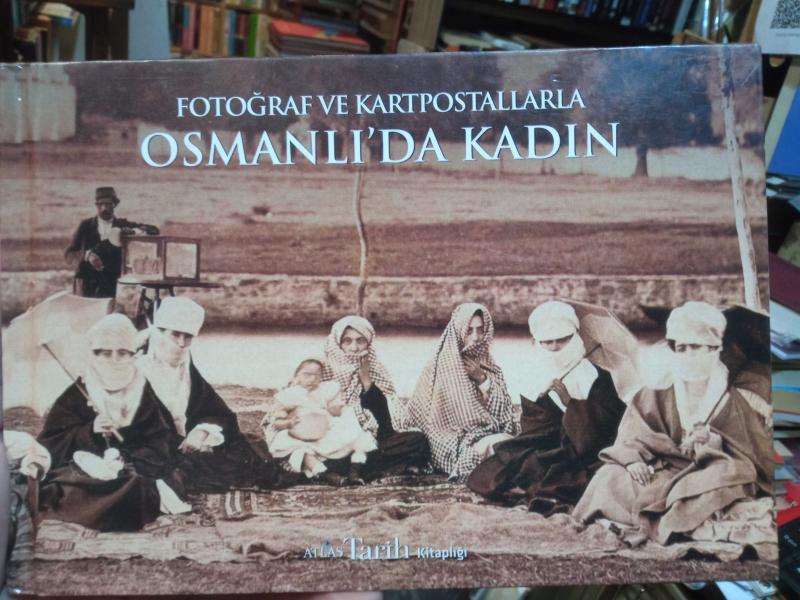 FOTOĞRAF VE KARTPOSTALLARLA
OSMANLI'DA KADIN
ATLAS Tarih Kitaplığı